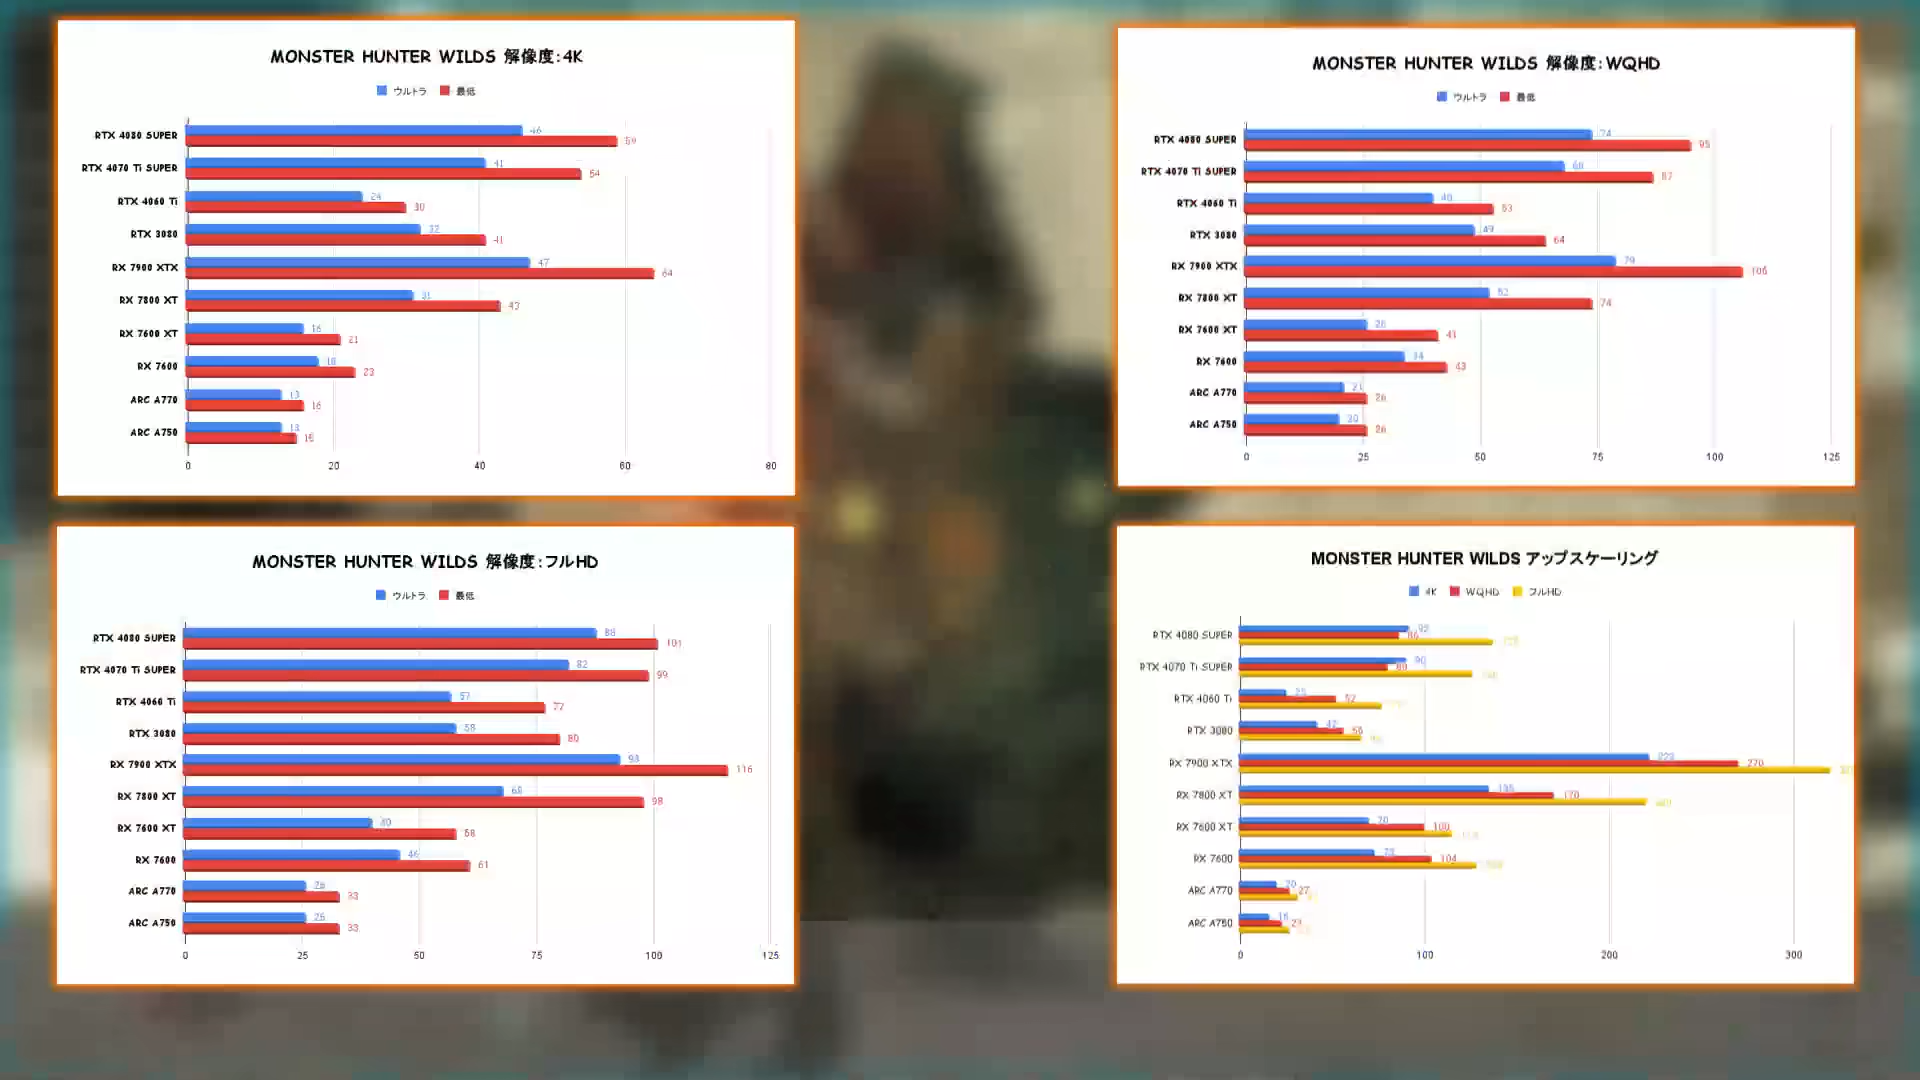 MONSTER HUNTER WILDS 解像度:4K
ウルトラ 最低
RTX 4080 SUPER 46 59
RTX 4070 Ti SUPER 41 54
RTX 4060 Ti 24 30
RTX 3080 32 41
RX 7900 XTX 47 64
RX 7800 XT 31 43
RX 7600 XT 16 21
RX 7600 18 23
ARC A770 13 16
ARC A750 13 15
0 20 40 60 80
MONSTER HUNTER WILDS 解像度:WQHD
ウルトラ 最低
RTX 4080 SUPER 74 95
RTX 4070 Ti SUPER 68 87
RTX 4060 Ti 40 53
RTX 3080 49 64
RX 7900 XTX 79 106
RX 7800 XT 52 74
RX 7600 XT 26 41
RX 7600 34 43
ARC A770 21 26
ARC A750 20 26
0 25 50 75 100 125
MONSTER HUNTER WILDS 解像度:フルHD
ウルトラ 最低
RTX 4080 SUPER 88 101
RTX 4070 Ti SUPER 82 99
RTX 4060 Ti 57 77
RTX 3080 58 80
RX 7900 XTX 93 116
RX 7800 XT 68 98
RX 7600 XT 40 58
RX 7600 46 61
ARC A770 26 33
ARC A750 26 33
0 25 50 75 100 125
MONSTER HUNTER WILDS アップスケーリング
4K WQHD フルHD
RTX 4080 SUPER 86
RTX 4070 Ti SUPER 90 80
RTX 4060 Ti 25 52
RTX 3080 42 56
RX 7900 XTX 270
RX 7800 XT 135 170
RX 7600 XT 70 100
RX 7600 104
ARC A770 20 27
ARC A750 16 23
0 100 200 300